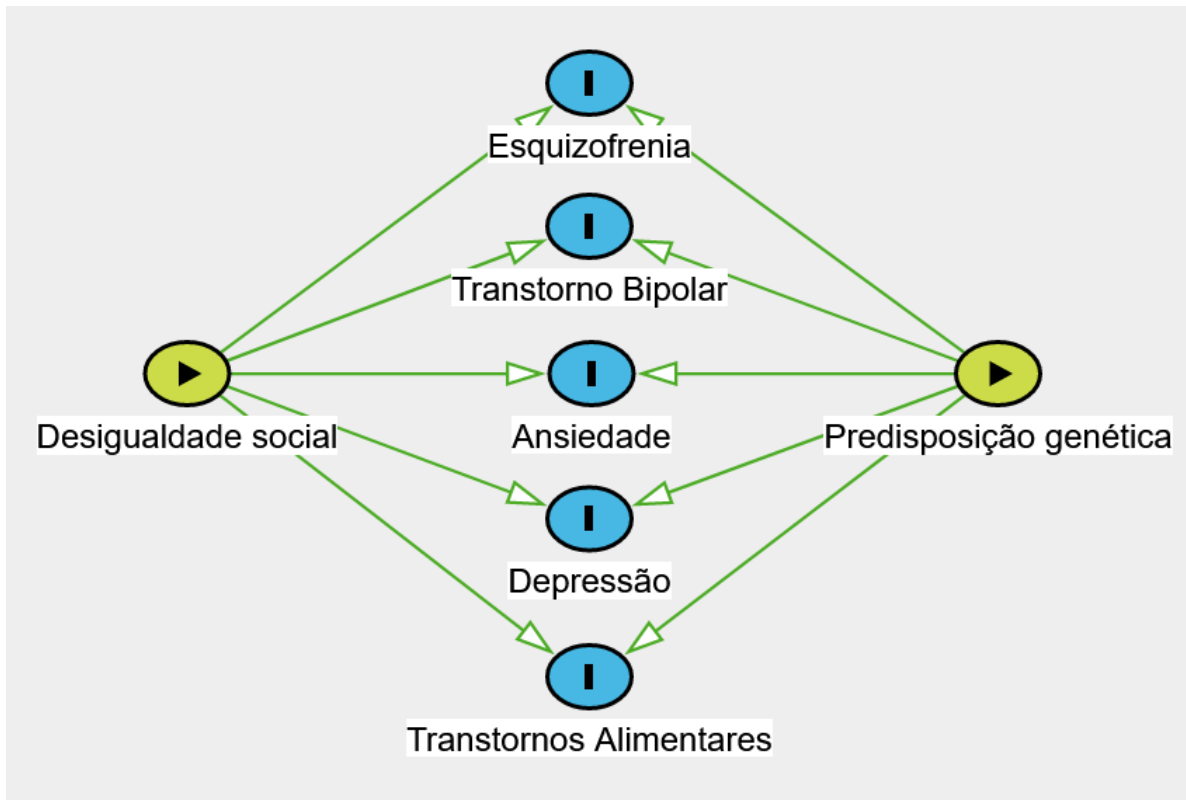 Esquizofrenia
Transtorno Bipolar
Desigualdade social
Ansiedade
Predisposição genética
Depressão
Transtornos Alimentares